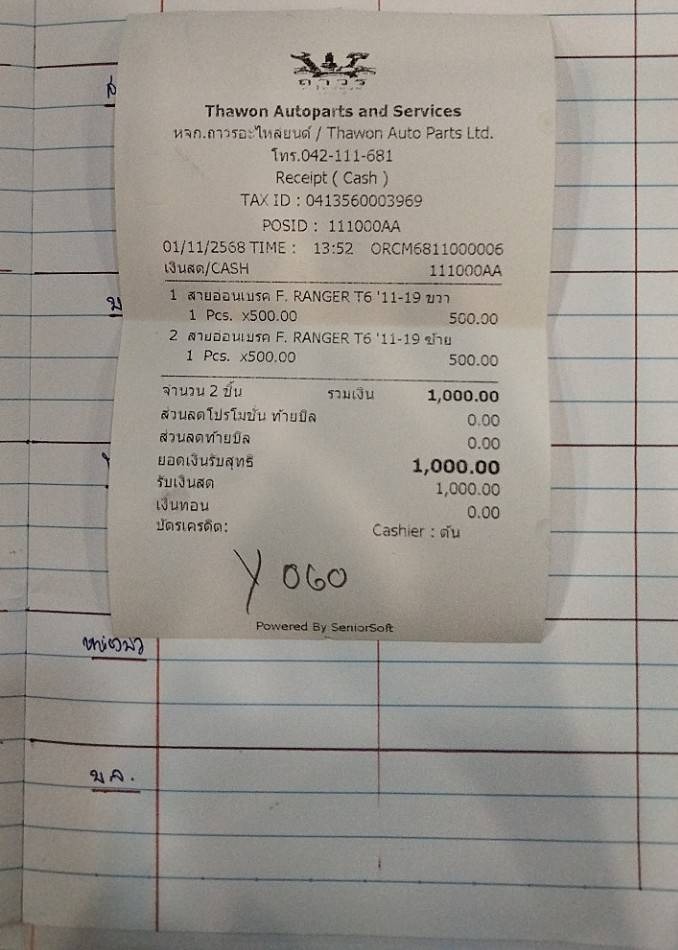 ถาวร
Thawon Autoparts and Services
หจก.ถาวรอะไหล่ยนต์ / Thawon Auto Parts Ltd.
โทร.042-111-681
Receipt ( Cash )
TAX ID : 0413560003969
POSID : 111000AA
01/11/2568 TIME : 13:52 ORCM6811000006
เงินสด/CASH 111000AA
1 สายอ่อนเบรค F. RANGER T6 '11-19 ขวา
1 Pcs. x500.00 500.00
2 สายอ่อนเบรค F. RANGER T6 '11-19 ซ้าย
1 Pcs. x500.00 500.00
จำนวน 2 ชิ้น รวมเงิน 1,000.00
ส่วนลดโปรโมชั่น ท้ายบิล 0.00
ส่วนลดท้ายบิล 0.00
ยอดเงินรับสุทธิ 1,000.00
รับเงินสด 1,000.00
เงินทอน 0.00
บัตรเครดิต: Cashier : ตัน
Y 060
Powered By SeniorSoft